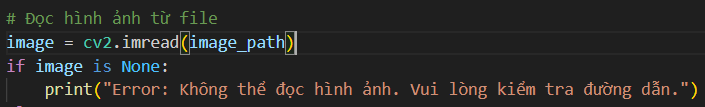 # Đọc hình ảnh từ file
image = cv2.imread(image_path)
if image is None:
    print("Error: Không thể đọc hình ảnh. Vui lòng kiểm tra đường dẫn.")